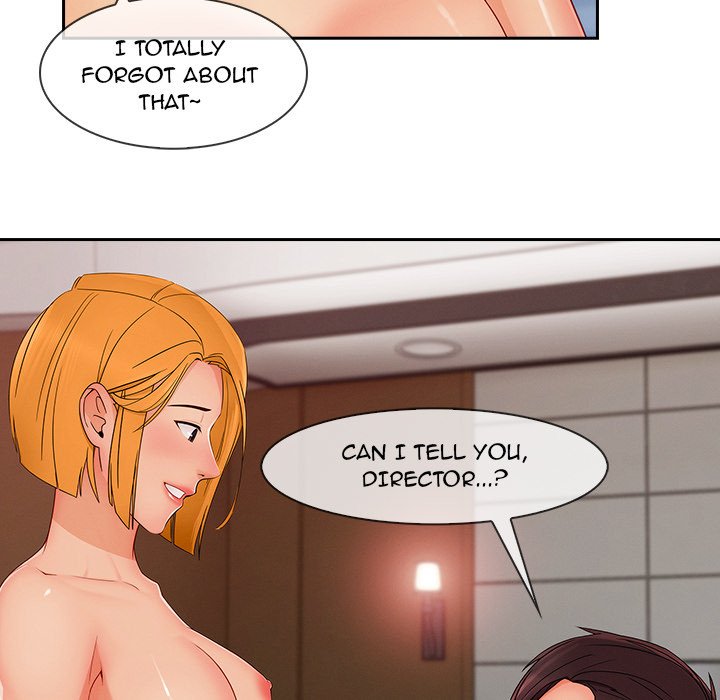 I TOTALLY
FORGOT ABOUT
THAT~
CAN I TELL YOU,
DIRECTOR...?